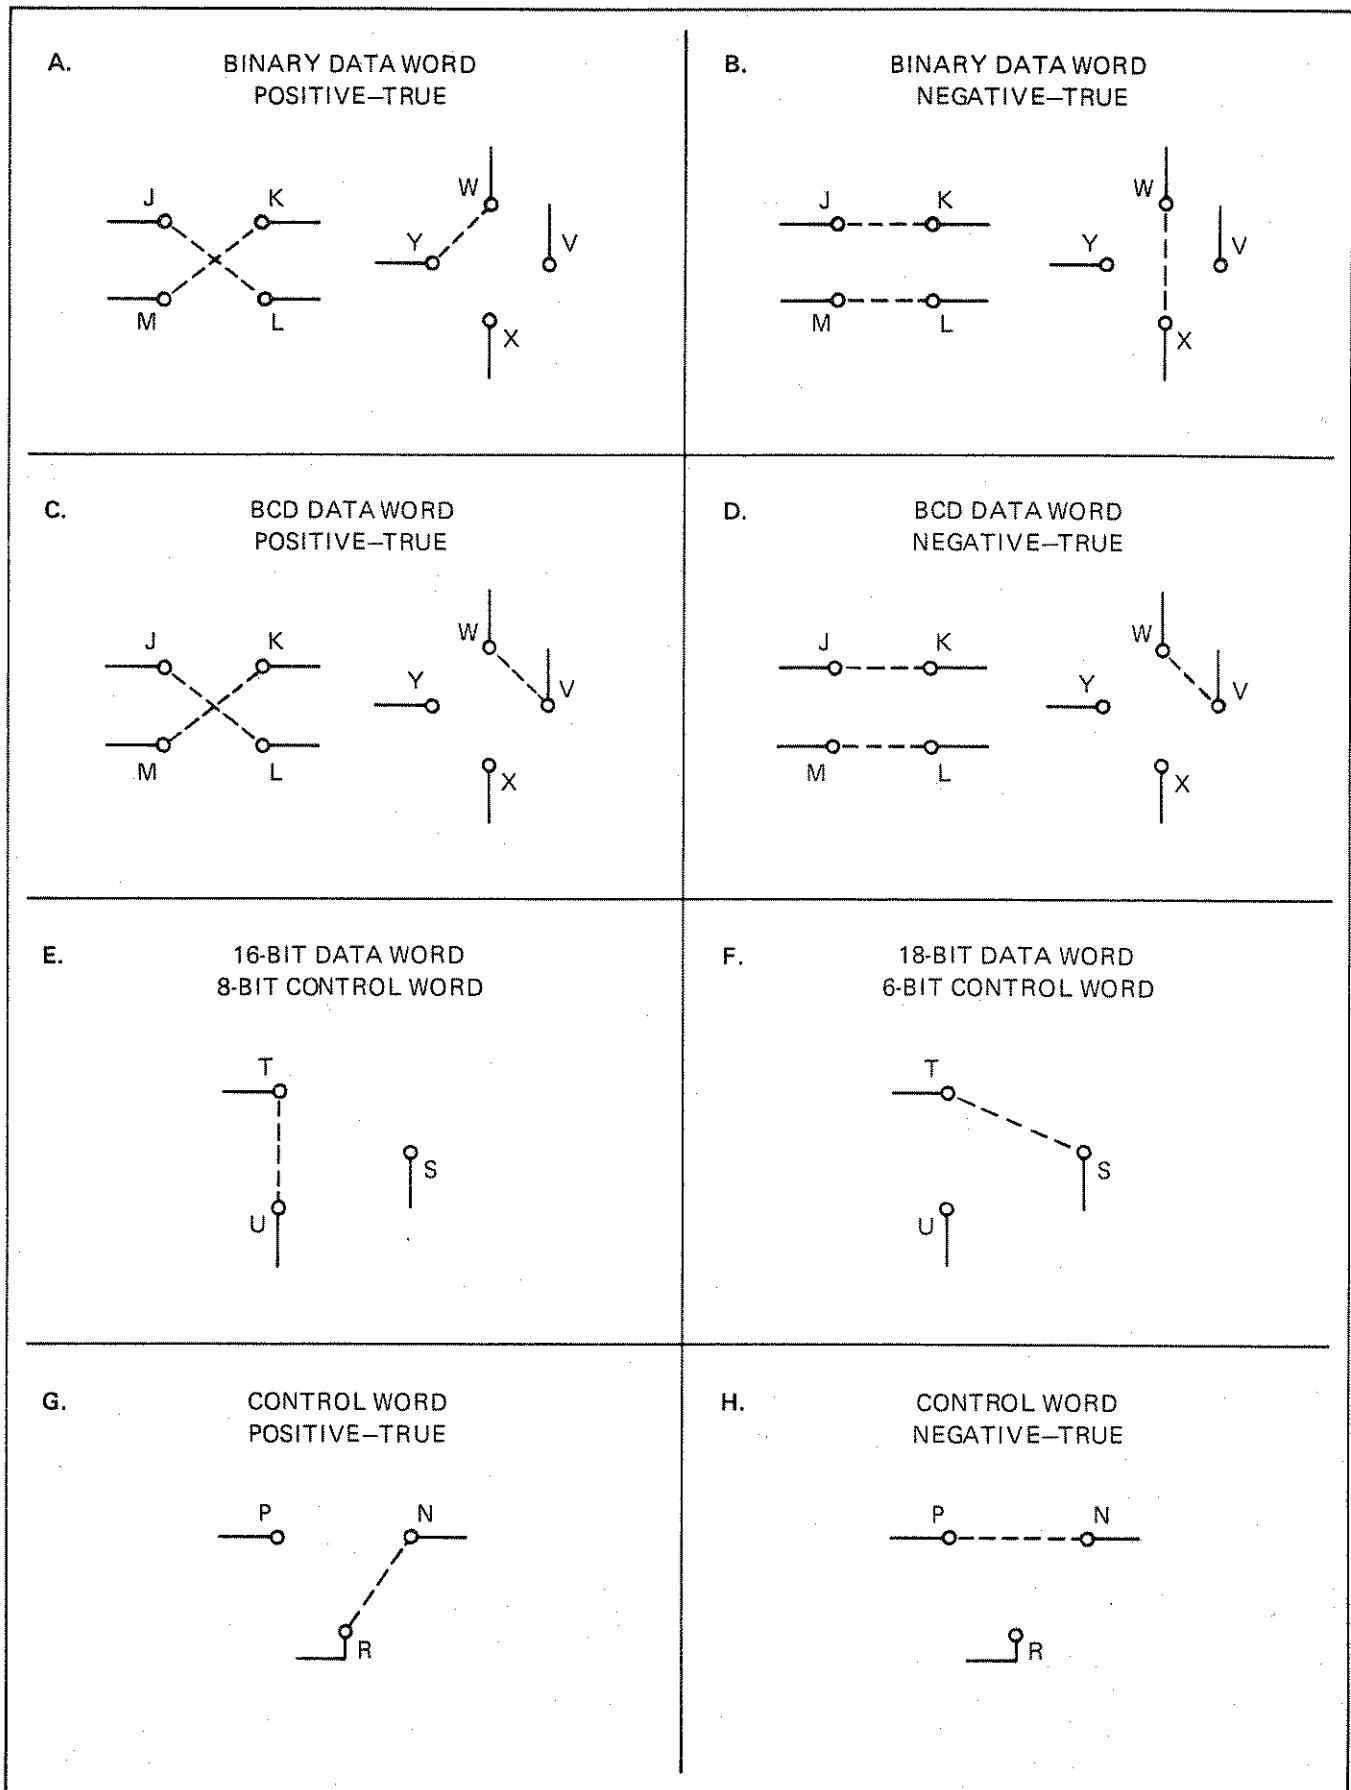 A.
BINARY DATA WORD
POSITIVE–TRUE
J
K
W
Y
V
M
L
X
B.
BINARY DATA WORD
NEGATIVE–TRUE
J
K
W
Y
V
M
L
X
C.
BCD DATA WORD
POSITIVE–TRUE
J
K
W
Y
V
M
L
X
D.
BCD DATA WORD
NEGATIVE–TRUE
J
K
W
Y
V
M
L
X
E.
16-BIT DATA WORD
8-BIT CONTROL WORD
T
S
U
F.
18-BIT DATA WORD
6-BIT CONTROL WORD
T
S
U
G.
CONTROL WORD
POSITIVE–TRUE
P
N
R
H.
CONTROL WORD
NEGATIVE–TRUE
P
N
R